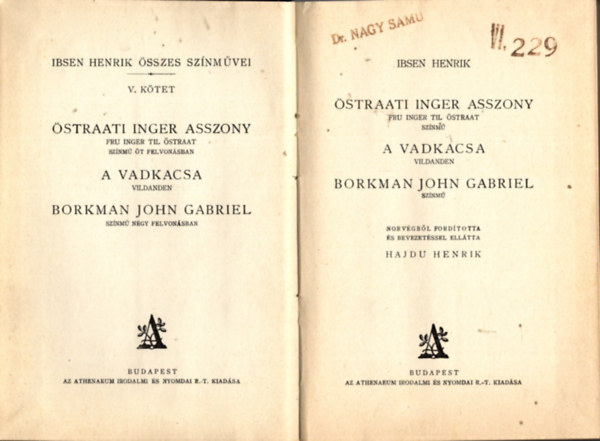 IBSEN HENRIK ÖSSZES SZÍNMŰVEI
V. KÖTET
ÖSTRAATI INGER ASSZONY
FRU INGER TIL ÖSTRAAT
SZÍNMŰ ÖT FELVONÁSBAN
A VADKACSA
VILDANDEN
BORKMAN JOHN GABRIEL
SZÍNMŰ NÉGY FELVONÁSBAN
A
BUDAPEST
AZ ATHENAEUM IRODALMI ÉS NYOMDAI R.-T. KIADÁSA
Dr. NAGY SAMU
VI. 229
IBSEN HENRIK
ÖSTRAATI INGER ASSZONY
FRU INGER TIL ÖSTRAAT
SZÍNMŰ
A VADKACSA
VILDANDEN
BORKMAN JOHN GABRIEL
SZÍNMŰ
NORVÉGBŐL FORDÍTOTTA
ÉS BEVEZETÉSSEL ELLÁTTA
HAJDU HENRIK
A
BUDAPEST
AZ ATHENAEUM IRODALMI ÉS NYOMDAI R.-T. KIADÁSA